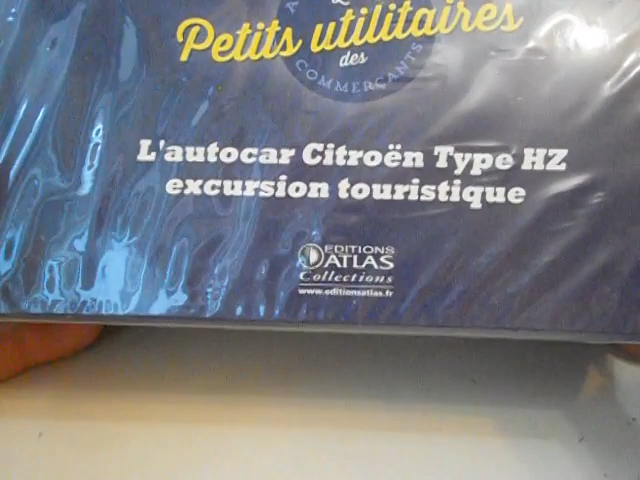 Petits utilitaires
des
COMMERÇANTS
L'autocar Citroën Type HZ
excursion touristique
EDITIONS
ATLAS
Collections
www.editionsatlas.fr